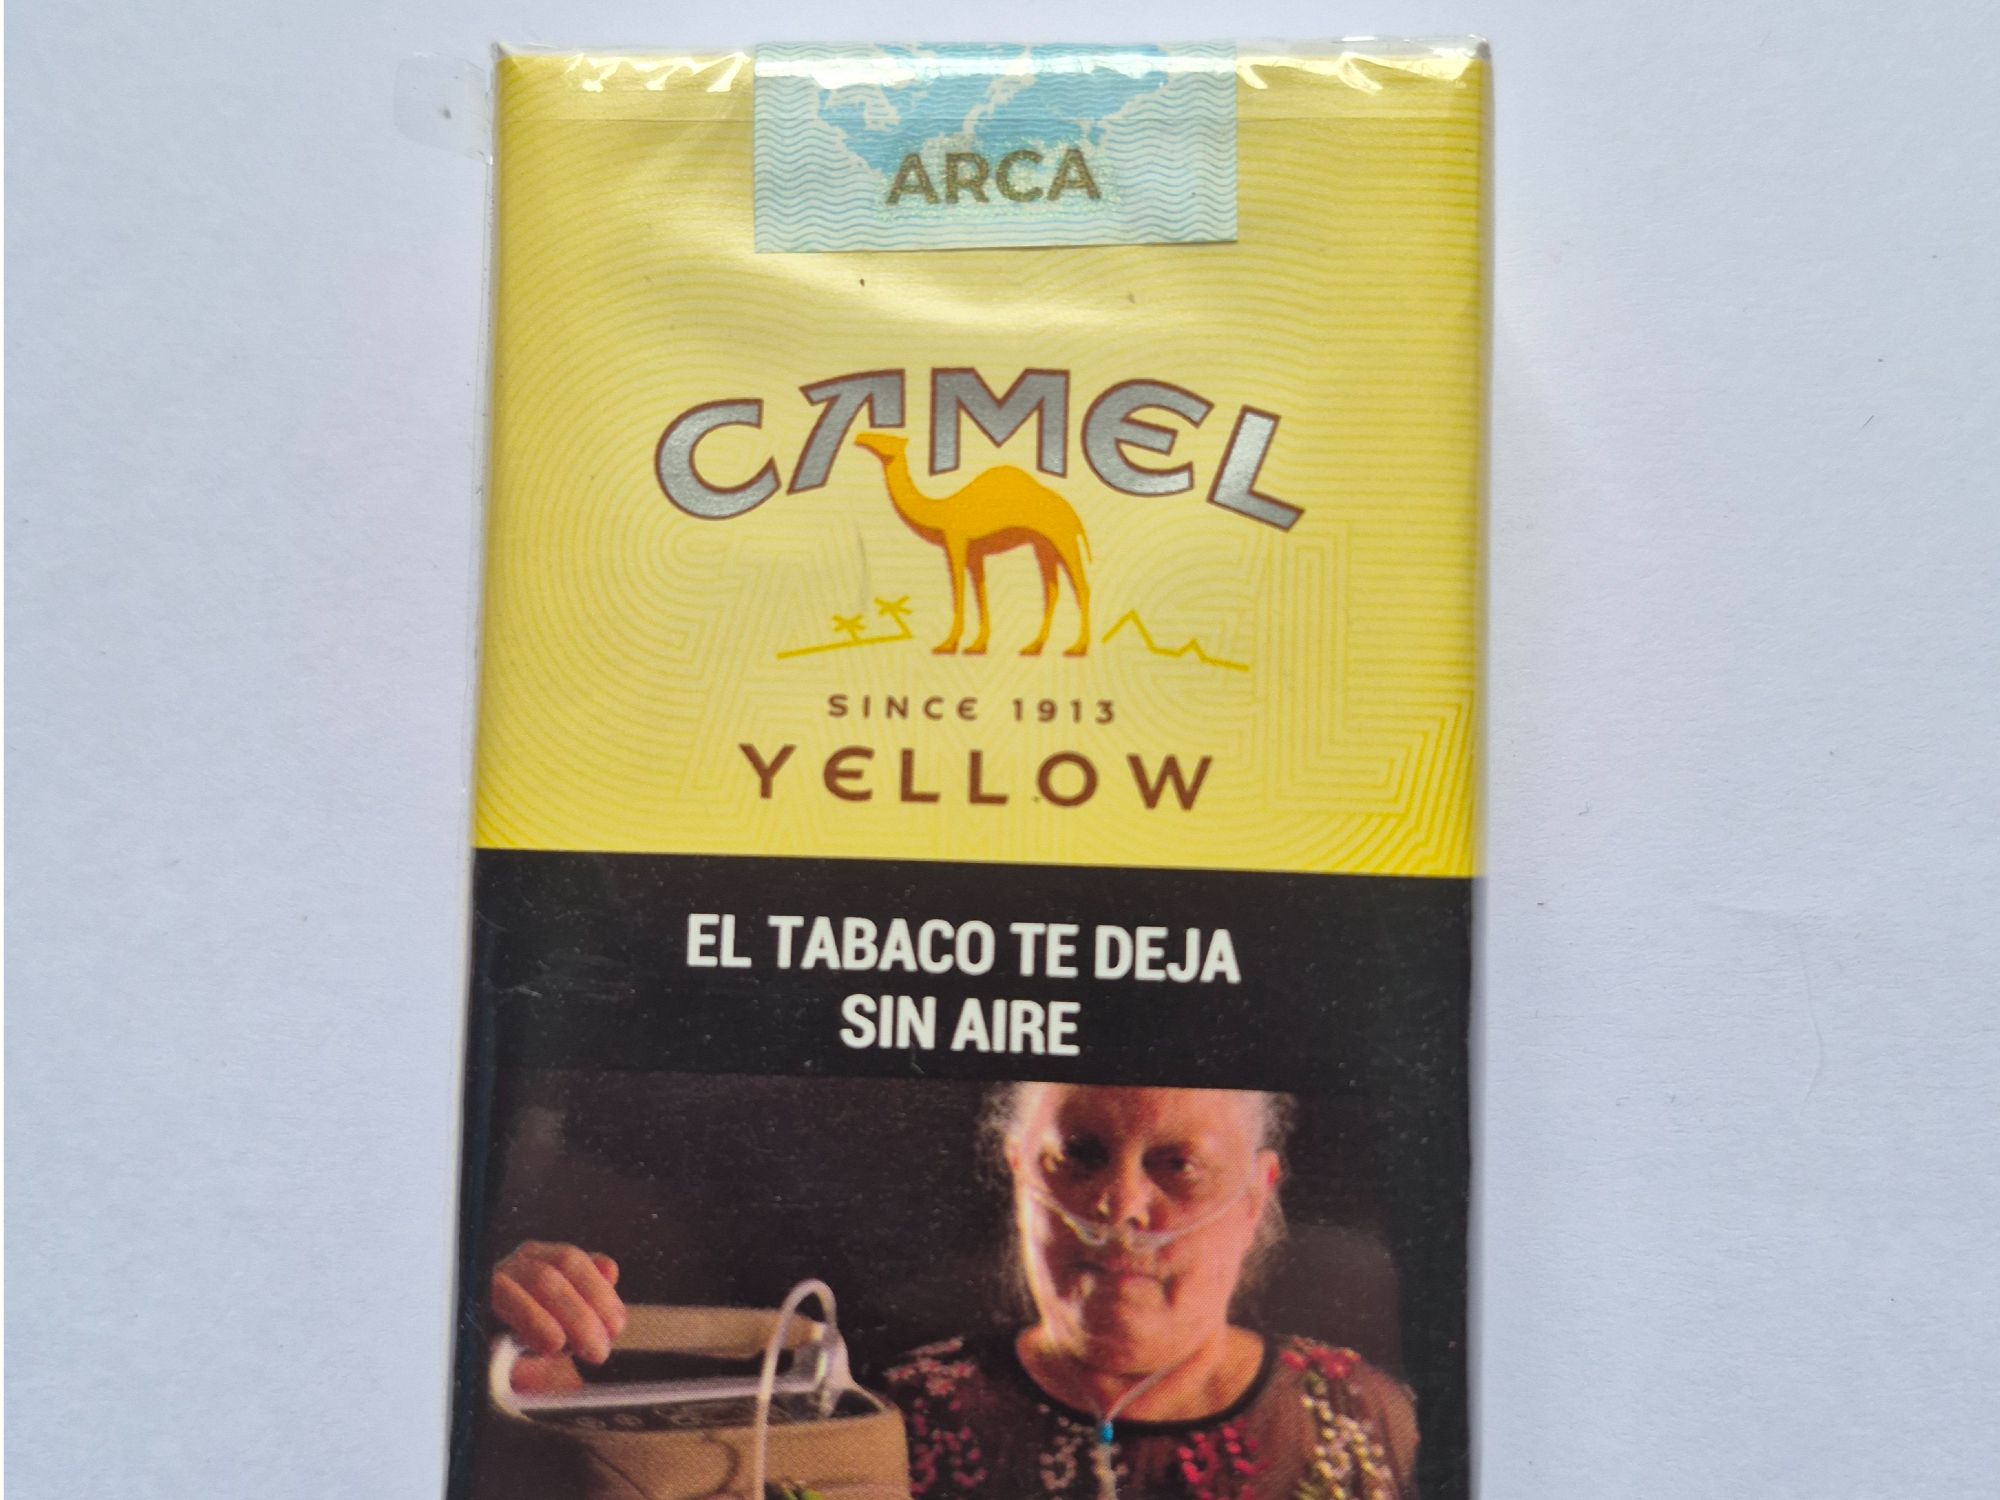 ARCA
CAMEL
SINCE 1913
YELLOW
EL TABACO TE DEJA
SIN AIRE